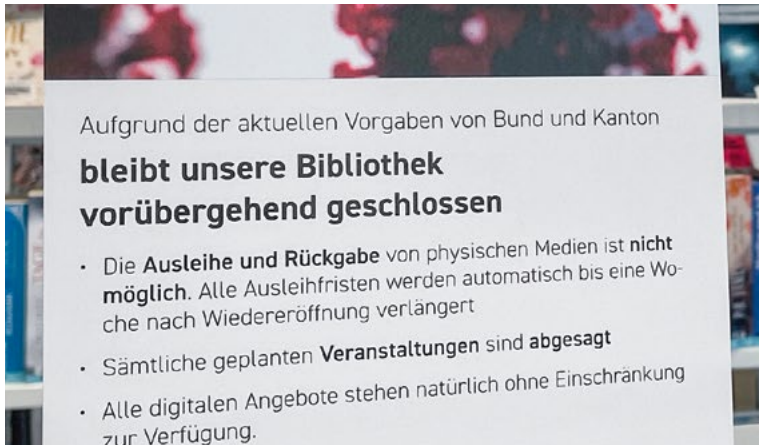 Aufgrund der aktuellen Vorgaben von Bund und Kanton
bleibt unsere Bibliothek
vorübergehend geschlossen
· Die Ausleihe und Rückgabe von physischen Medien ist nicht
möglich. Alle Ausleihfristen werden automatisch bis eine Wo-
che nach Wiedereröffnung verlängert
· Sämtliche geplanten Veranstaltungen sind abgesagt
· Alle digitalen Angebote stehen natürlich ohne Einschränkung
zur Verfügung.